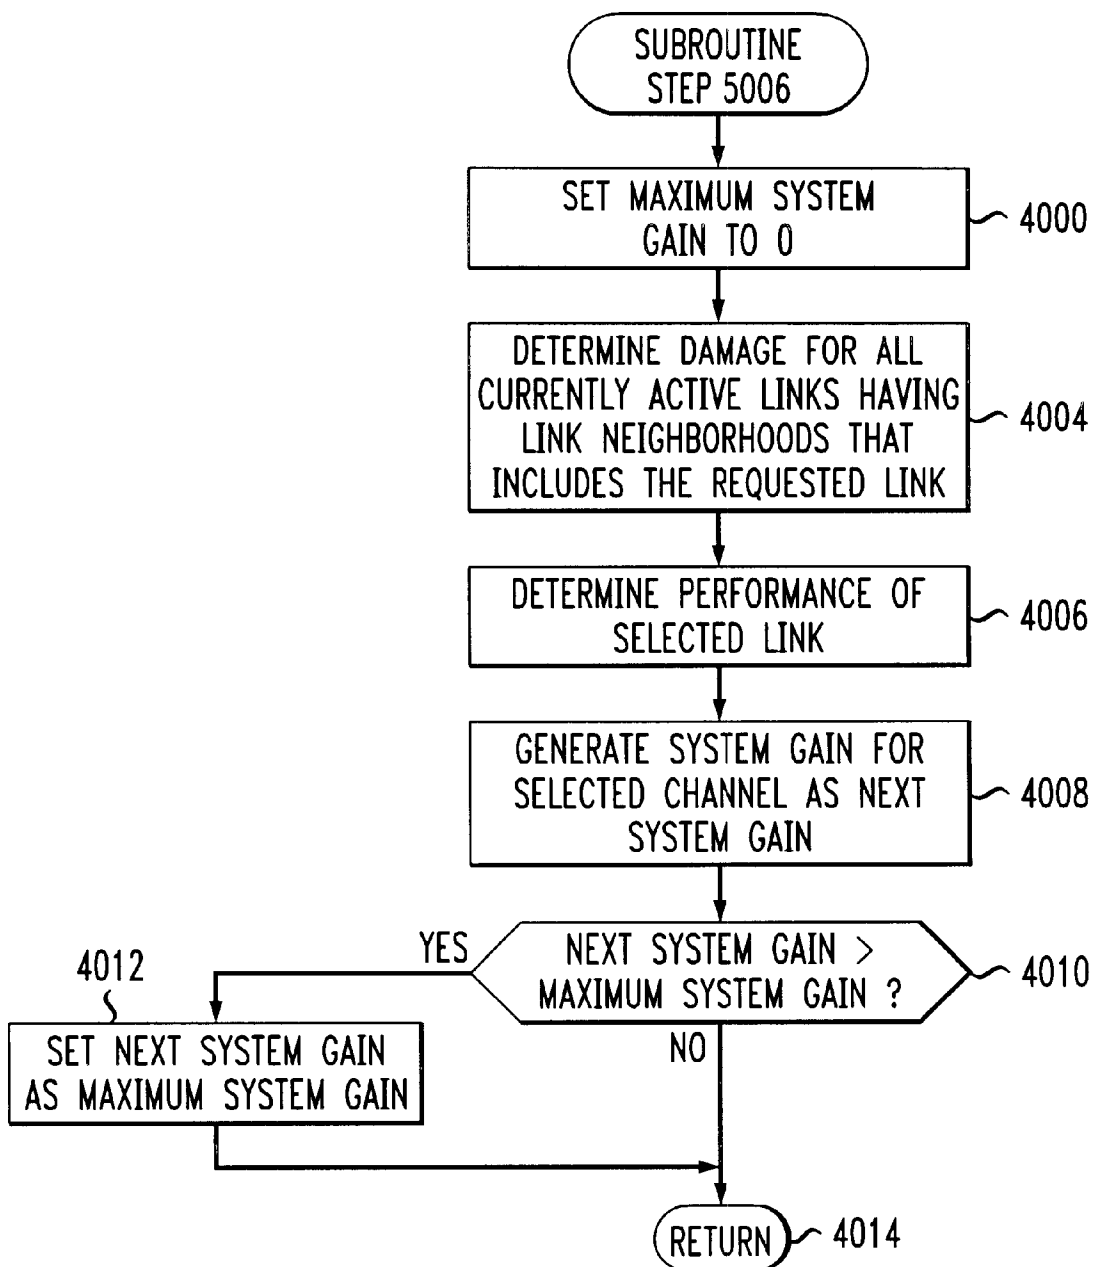 SUBROUTINE
STEP 5006
SET MAXIMUM SYSTEM
GAIN TO 0
4000
DETERMINE DAMAGE FOR ALL
CURRENTLY ACTIVE LINKS HAVING
LINK NEIGHBORHOODS THAT
INCLUDES THE REQUESTED LINK
4004
DETERMINE PERFORMANCE OF
SELECTED LINK
4006
GENERATE SYSTEM GAIN FOR
SELECTED CHANNEL AS NEXT
SYSTEM GAIN
4008
NEXT SYSTEM GAIN >
MAXIMUM SYSTEM GAIN ?
4010
YES
NO
4012
SET NEXT SYSTEM GAIN
AS MAXIMUM SYSTEM GAIN
RETURN
4014